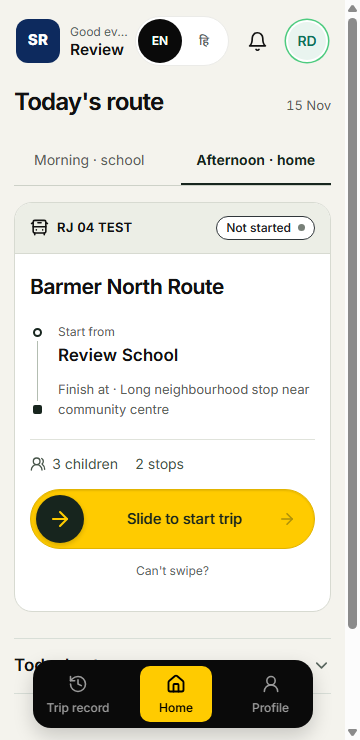 SR
Good ev...
Review
EN
हि
RD
Today's route
15 Nov
Morning · school
Afternoon · home
RJ 04 TEST
Not started
Barmer North Route
Start from
Review School
Finish at · Long neighbourhood stop near
community centre
3 children
2 stops
Slide to start trip
Can't swipe?
Trip record
Home
Profile